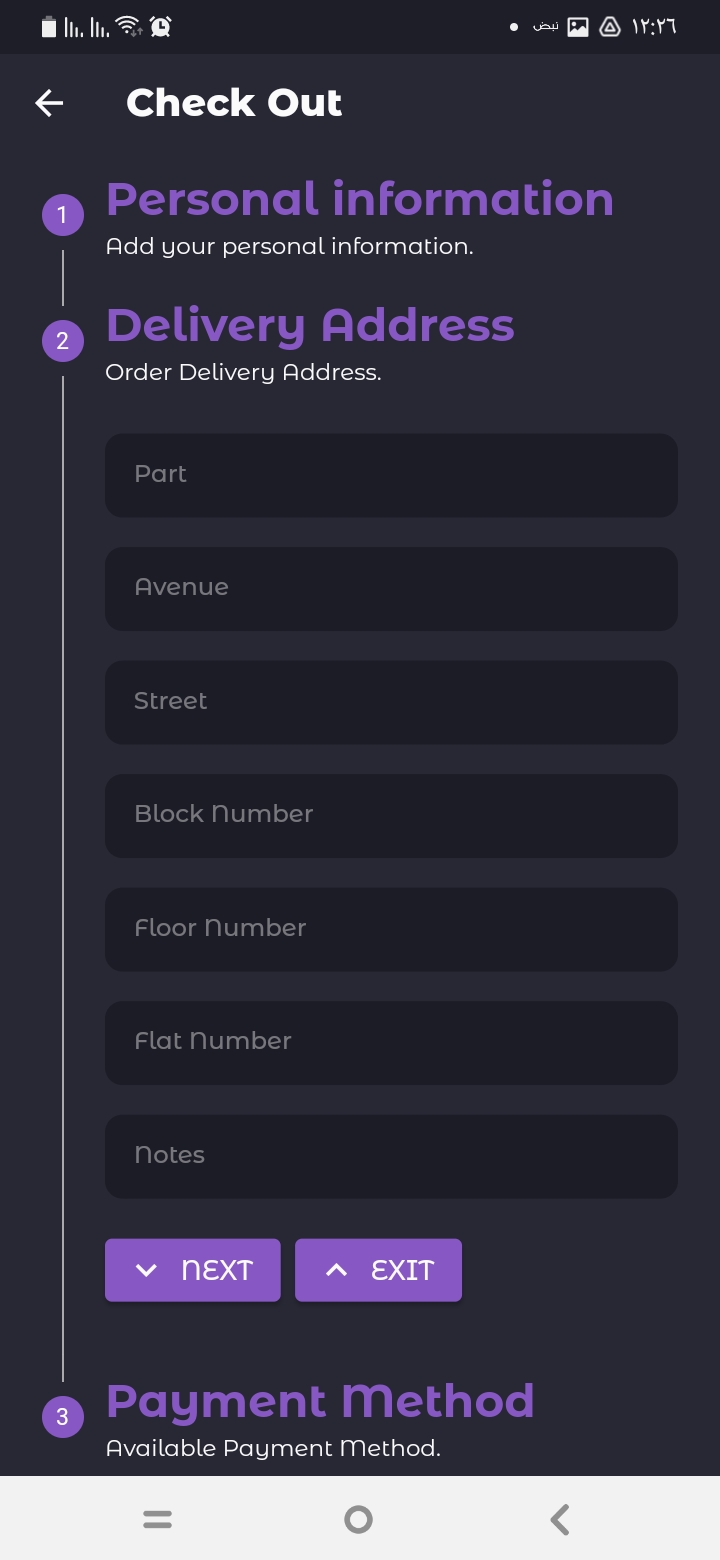 نبض
١٢:٢٦
Check Out
1
Personal information
Add your personal information.
2
Delivery Address
Order Delivery Address.
Part
Avenue
Street
Block Number
Floor Number
Flat Number
Notes
NEXT
EXIT
3
Payment Method
Available Payment Method.